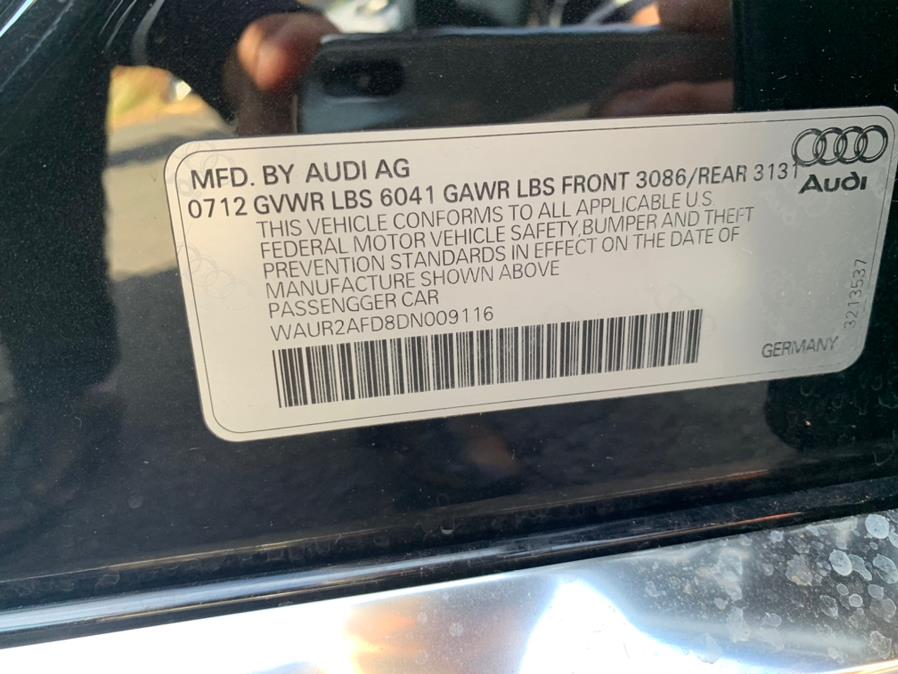 MFD. BY AUDI AG
0712 GVWR LBS 6041 GAWR LBS FRONT 3086/REAR 3131
Audi
THIS VEHICLE CONFORMS TO ALL APPLICABLE U.S.
FEDERAL MOTOR VEHICLE SAFETY,BUMPER AND THEFT
PREVENTION STANDARDS IN EFFECT ON THE DATE OF
MANUFACTURE SHOWN ABOVE
PASSENGGER CAR
WAUR2AFD8DN009116
GERMANY
3213537